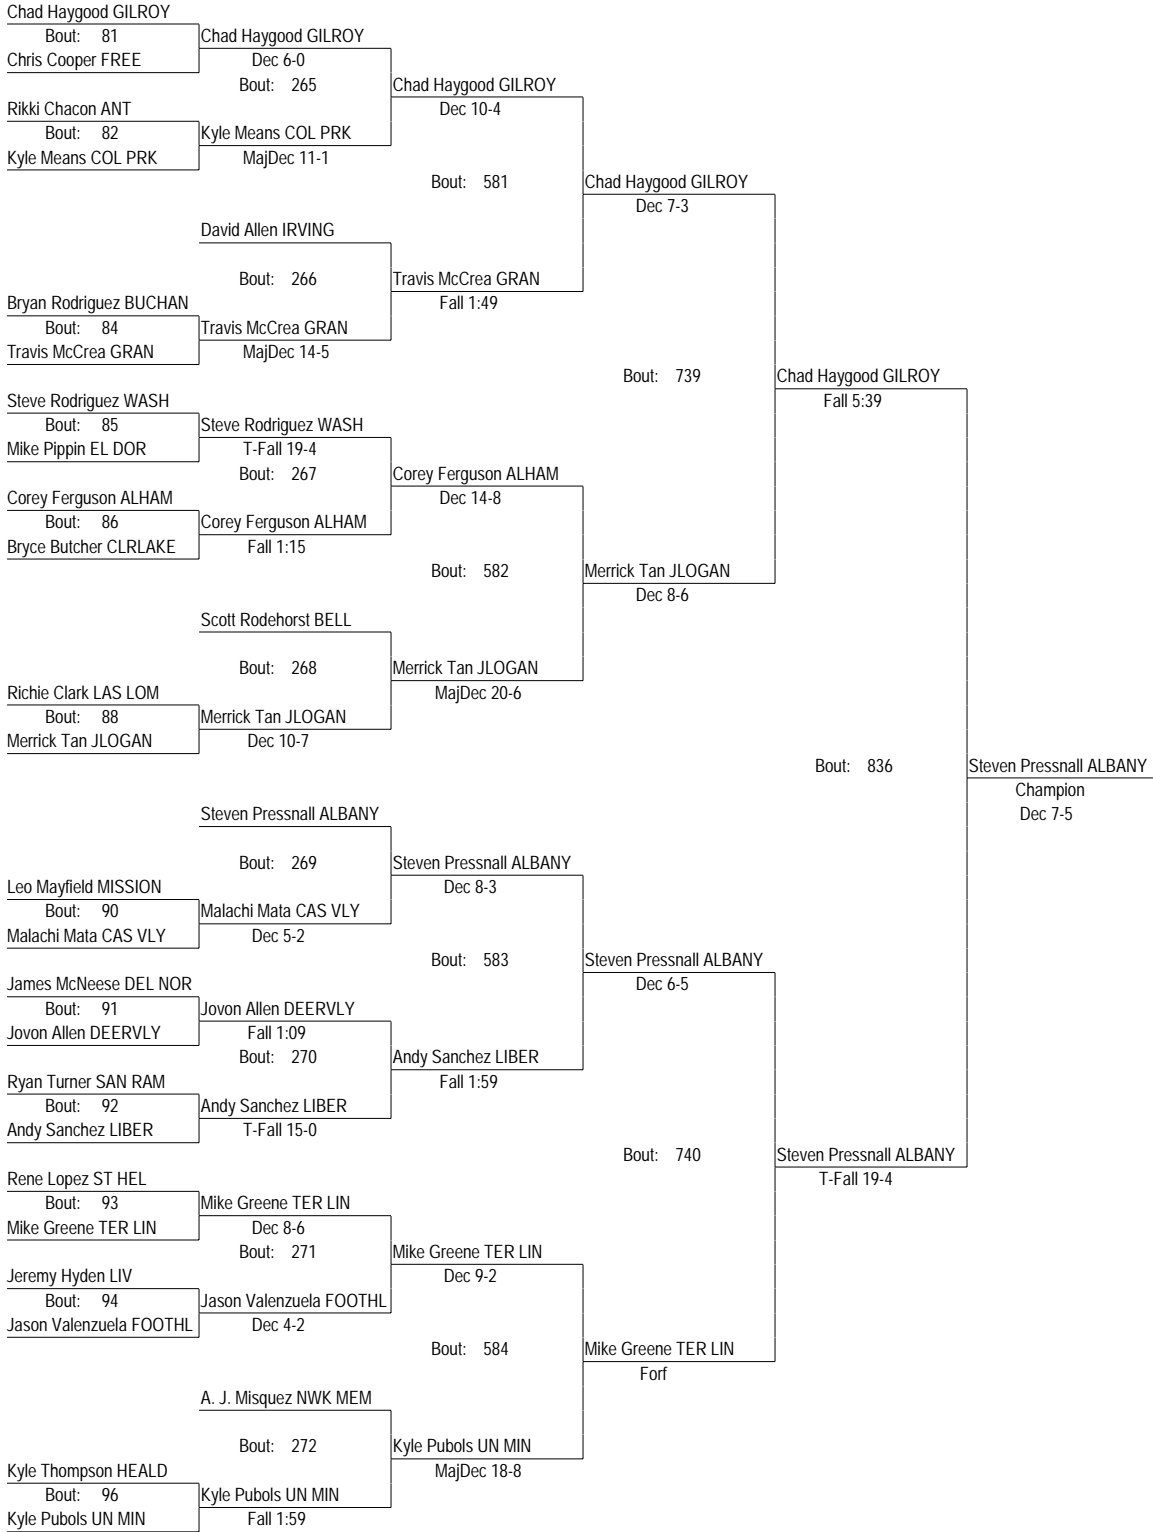 Chad Haygood GILROY
Bout: 81
Chad Haygood GILROY
Chris Cooper FREE
Dec 6-0
Bout: 265
Chad Haygood GILROY
Rikki Chacon ANT
Dec 10-4
Bout: 82
Kyle Means COL PRK
Kyle Means COL PRK
MajDec 11-1
Bout: 581
Chad Haygood GILROY
Dec 7-3
David Allen IRVING
Bout: 266
Travis McCrea GRAN
Bryan Rodriguez BUCHAN
Fall 1:49
Bout: 84
Travis McCrea GRAN
Travis McCrea GRAN
MajDec 14-5
Bout: 739
Chad Haygood GILROY
Steve Rodriguez WASH
Fall 5:39
Bout: 85
Steve Rodriguez WASH
Mike Pippin EL DOR
T-Fall 19-4
Bout: 267
Corey Ferguson ALHAM
Corey Ferguson ALHAM
Dec 14-8
Bout: 86
Corey Ferguson ALHAM
Bryce Butcher CLRLAKE
Fall 1:15
Bout: 582
Merrick Tan JLOGAN
Dec 8-6
Scott Rodehorst BELL
Bout: 268
Merrick Tan JLOGAN
Richie Clark LAS LOM
MajDec 20-6
Bout: 88
Merrick Tan JLOGAN
Merrick Tan JLOGAN
Dec 10-7
Bout: 836
Steven Pressnall ALBANY
Champion
Dec 7-5
Steven Pressnall ALBANY
Bout: 269
Steven Pressnall ALBANY
Leo Mayfield MISSION
Dec 8-3
Bout: 90
Malachi Mata CAS VLY
Malachi Mata CAS VLY
Dec 5-2
Bout: 583
Steven Pressnall ALBANY
James McNeese DEL NOR
Dec 6-5
Bout: 91
Jovon Allen DEERVLY
Jovon Allen DEERVLY
Fall 1:09
Bout: 270
Andy Sanchez LIBER
Ryan Turner SAN RAM
Fall 1:59
Bout: 92
Andy Sanchez LIBER
Andy Sanchez LIBER
T-Fall 15-0
Bout: 740
Steven Pressnall ALBANY
Rene Lopez ST HEL
T-Fall 19-4
Bout: 93
Mike Greene TER LIN
Mike Greene TER LIN
Dec 8-6
Bout: 271
Mike Greene TER LIN
Jeremy Hyden LIV
Dec 9-2
Bout: 94
Jason Valenzuela FOOTHL
Jason Valenzuela FOOTHL
Dec 4-2
Bout: 584
Mike Greene TER LIN
Forf
A. J. Misquez NWK MEM
Bout: 272
Kyle Pubols UN MIN
Kyle Thompson HEALD
MajDec 18-8
Bout: 96
Kyle Pubols UN MIN
Kyle Pubols UN MIN
Fall 1:59